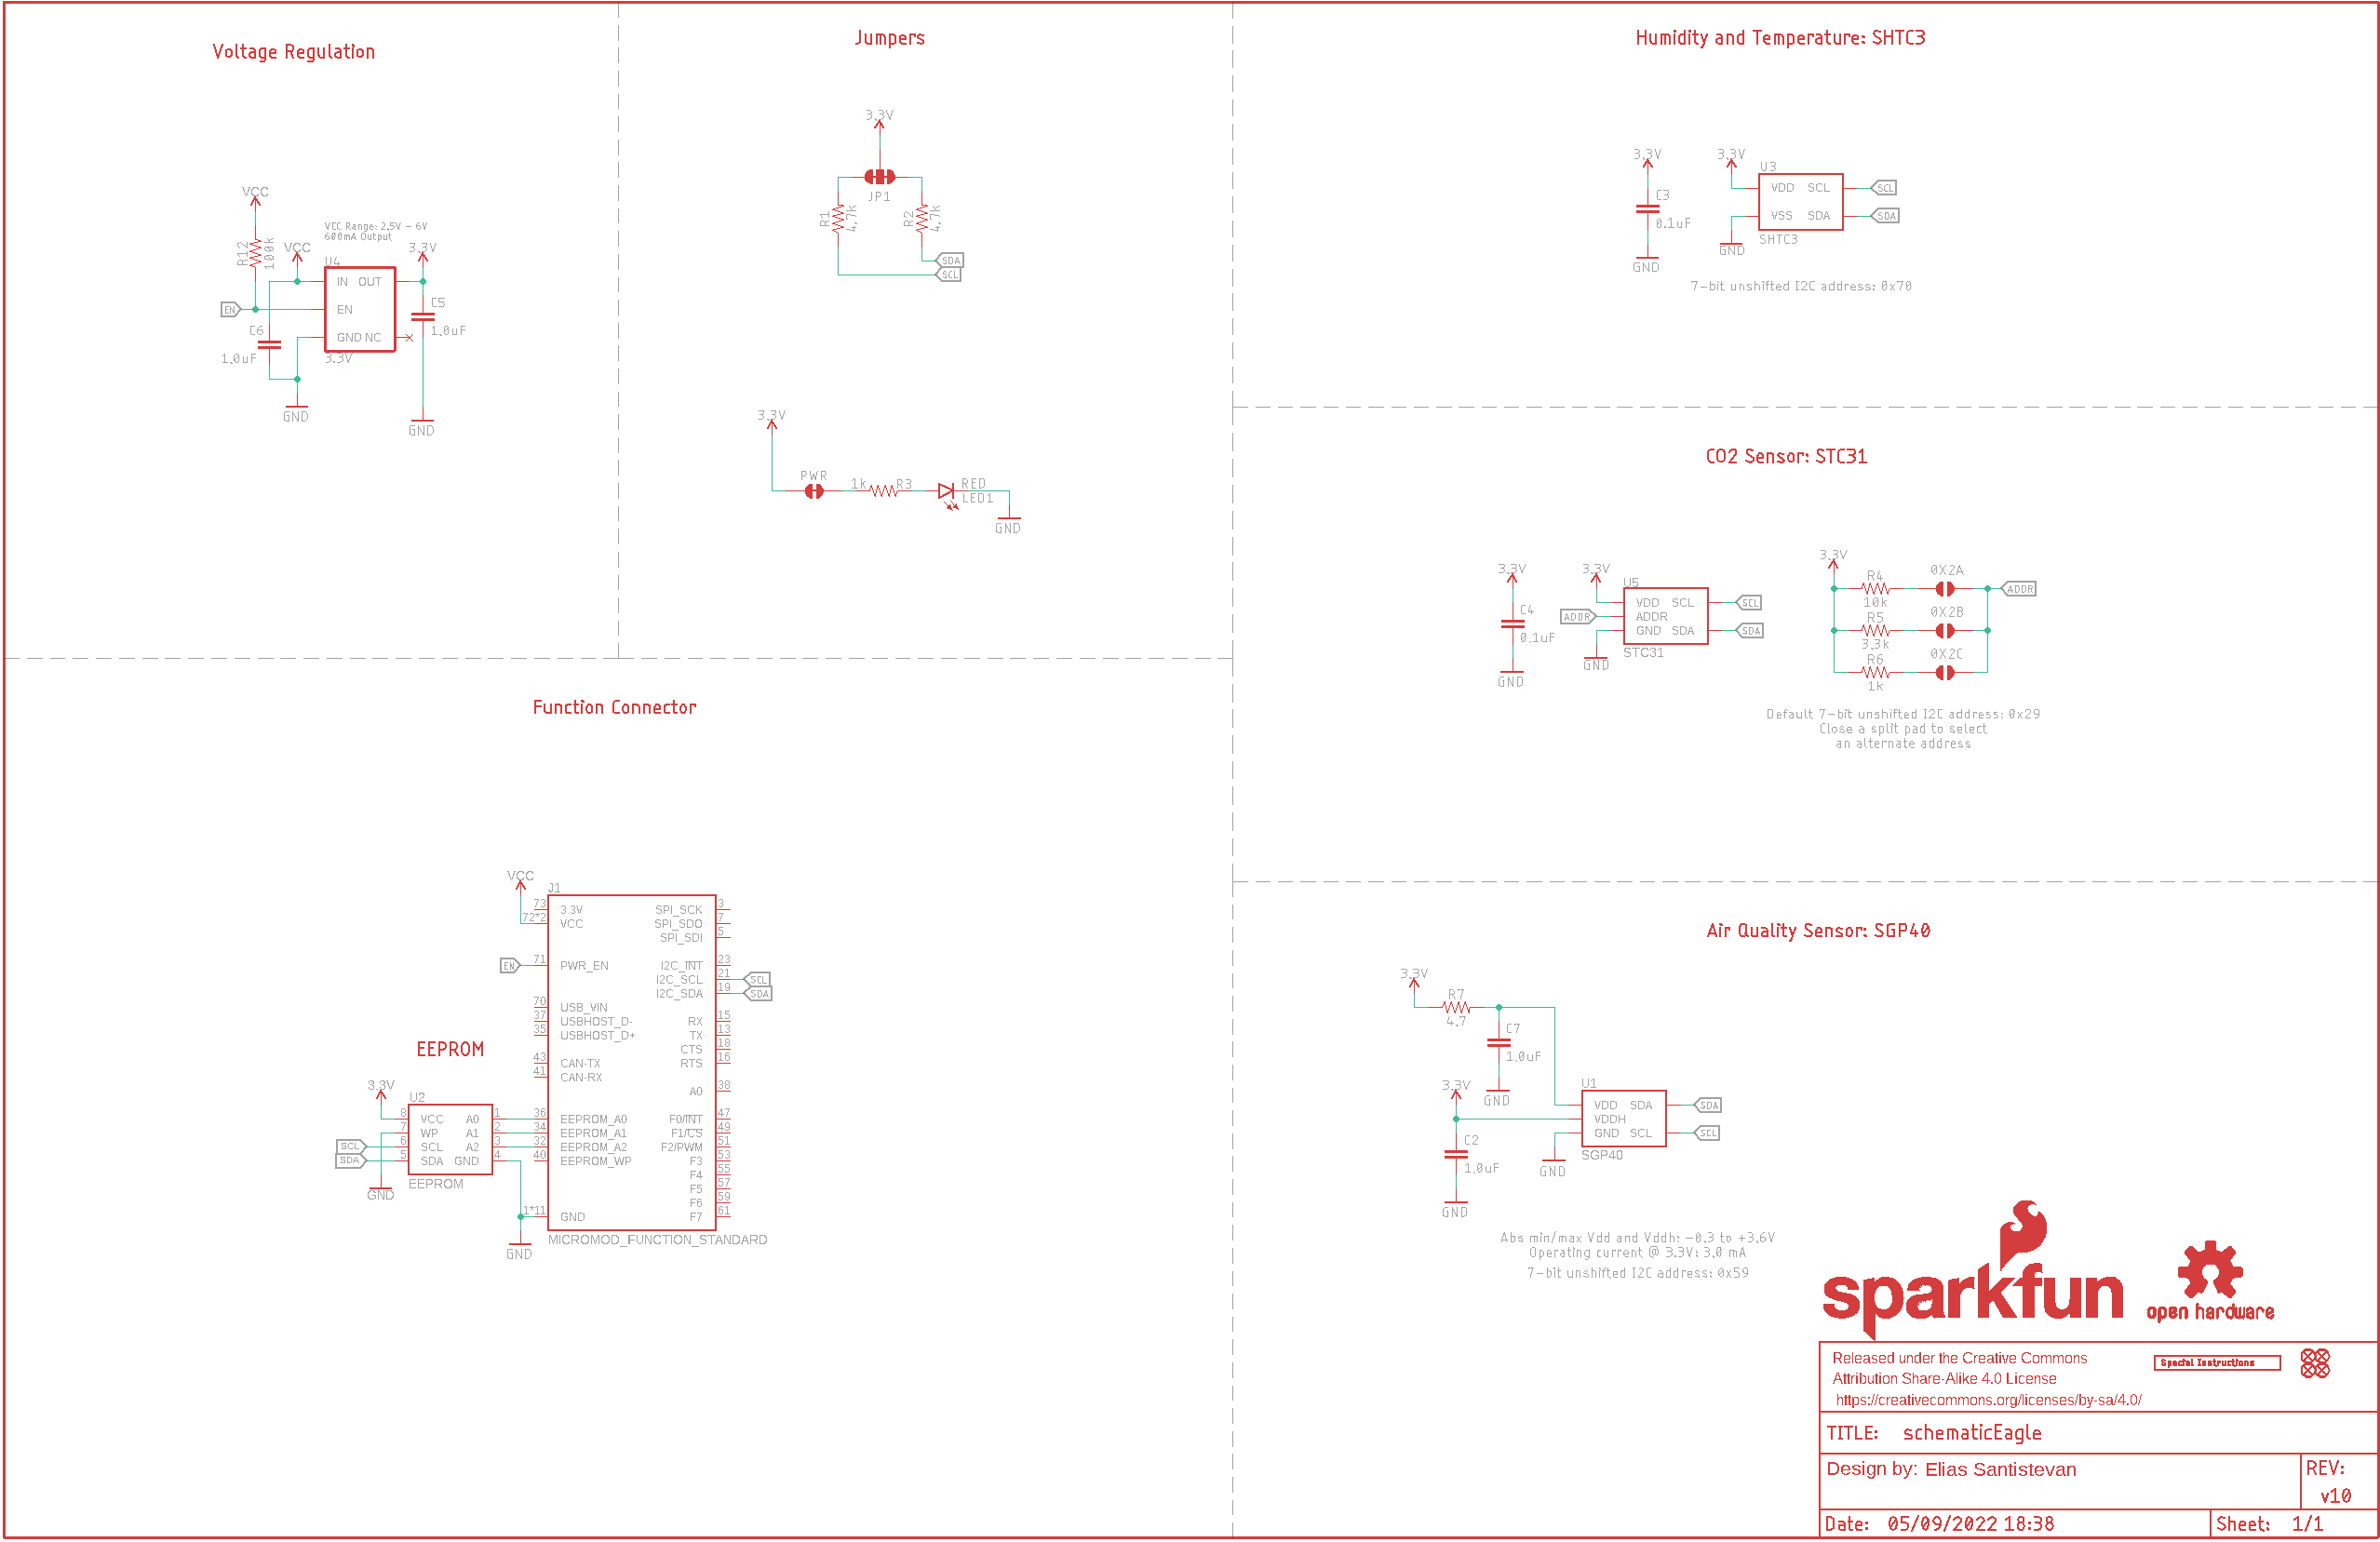 Voltage Regulation
VCC
R12
100k
VCC
VCC Range: 2.5V - 6V
600mA Output
3.3V
U4
IN OUT
EN
EN
GND NC
3.3V
C6
1.0uF
C5
1.0uF
GND
GND
Jumpers
3.3V
JP1
R1
4.7k
R2
4.7k
SDA
SCL
3.3V
PWR
1k
R3
RED
LED1
GND
Humidity and Temperature: SHTC3
3.3V
C3
0.1uF
GND
3.3V
U3
VDD SCL
SCL
VSS SDA
SDA
SHTC3
GND
7-bit unshifted I2C address: 0x70
CO2 Sensor: STC31
3.3V
C4
0.1uF
GND
3.3V
U5
VDD SCL
SCL
ADDR
ADDR
GND SDA
SDA
STC31
GND
3.3V
R4
10k
0X2A
ADDR
R5
3.3k
0X2B
R6
1k
0X2C
Default 7-bit unshifted I2C address: 0x29
Close a split pad to select
an alternate address
Function Connector
VCC
J1
73
3.3V
SPI_SCK
3
72*2
VCC
SPI_SDO
7
SPI_SDI
5
EN
71
PWR_EN
I2C_INT
23
I2C_SCL
21
SCL
I2C_SDA
19
SDA
70
USB_VIN
37
USBHOST_D-
RX
15
35
USBHOST_D+
TX
13
CTS
18
43
CAN-TX
RTS
16
41
CAN-RX
A0
38
36
EEPROM_A0
F0/INT
47
34
EEPROM_A1
F1/CS
49
32
EEPROM_A2
F2/PWM
51
40
EEPROM_WP
F3
53
F4
55
F5
57
F6
59
1*11
GND
F7
61
GND
MICROMOD_FUNCTION_STANDARD
EEPROM
3.3V
U2
8
VCC A0
1
7
WP A1
2
SCL
6
SCL A2
3
SDA
5
SDA GND
4
GND
EEPROM
Air Quality Sensor: SGP40
3.3V
R7
4.7
C7
1.0uF
GND
3.3V
C2
1.0uF
GND
U1
VDD SDA
SDA
VDDH
GND SCL
SCL
SGP40
GND
Abs min/max Vdd and Vddh: -0.3 to +3.6V
Operating current @ 3.3V: 3.0 mA
7-bit unshifted I2C address: 0x59
sparkfun
open hardware
Released under the Creative Commons
Attribution Share-Alike 4.0 License
https://creativecommons.org/licenses/by-sa/4.0/
Special Instructions
TITLE: schematicEagle
Design by: Elias Santistevan
REV:
v10
Date: 05/09/2022 18:38
Sheet: 1/1